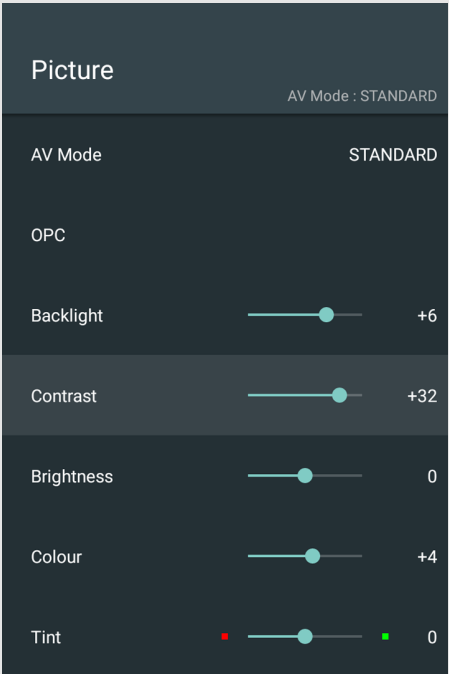 Picture
AV Mode : STANDARD
AV Mode STANDARD
OPC
Backlight +6
Contrast +32
Brightness 0
Colour +4
Tint 0